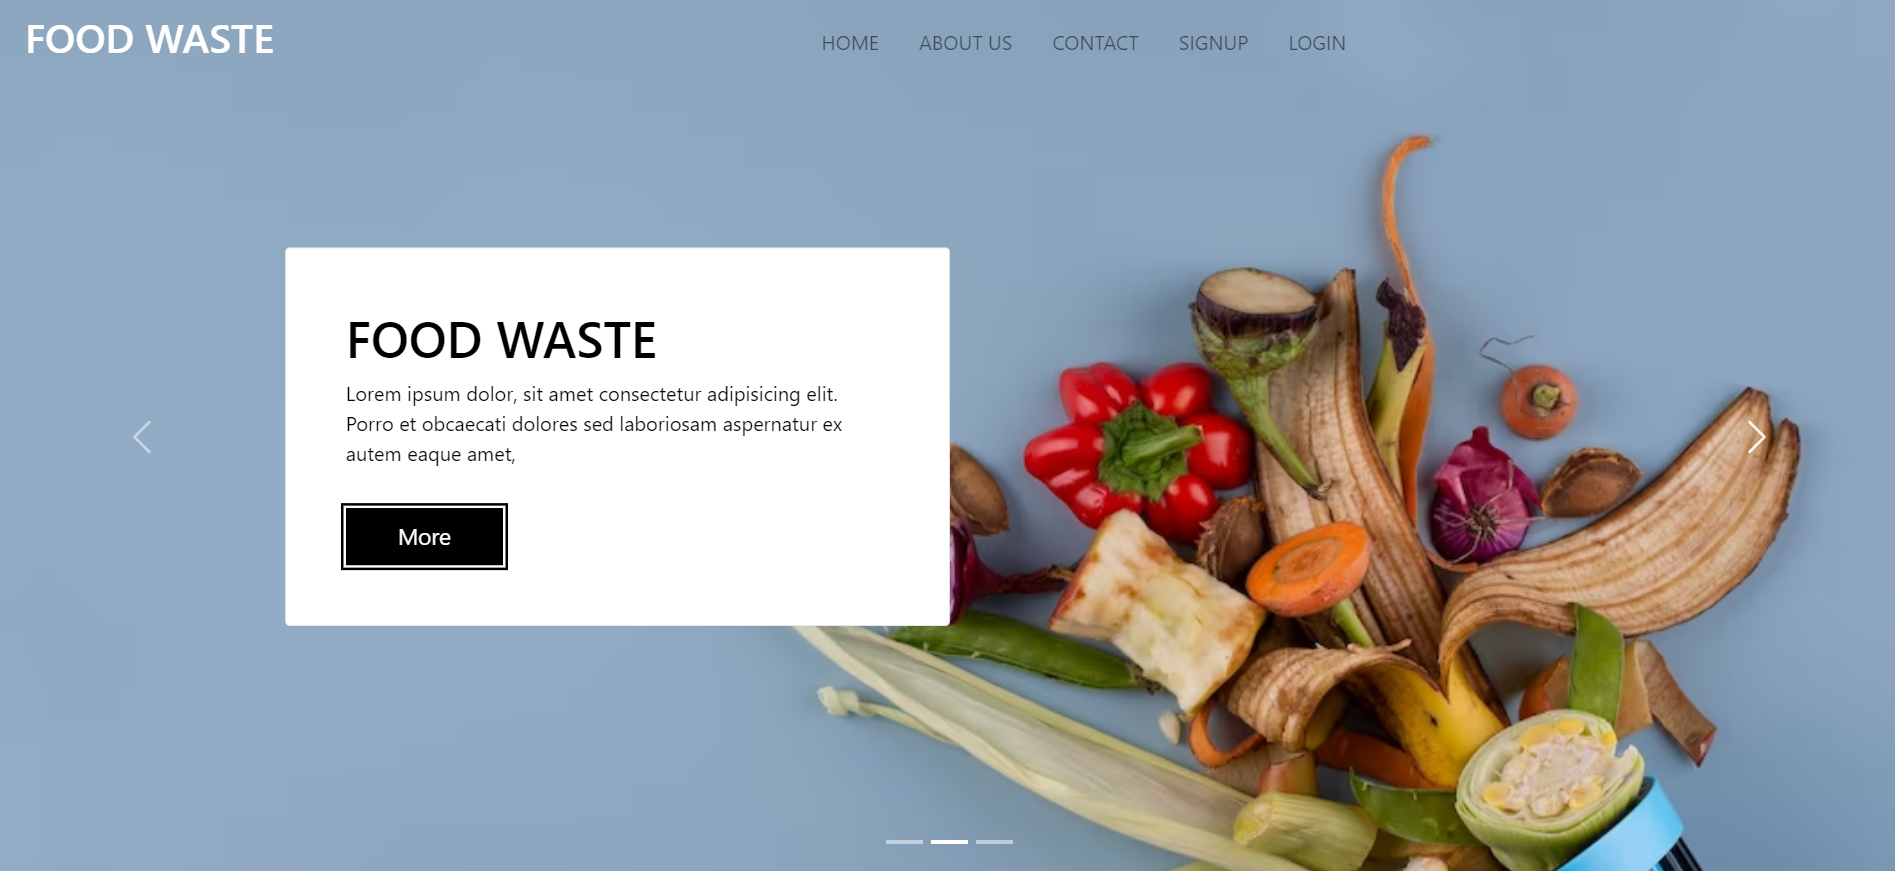 FOOD WASTE
HOME ABOUT US CONTACT SIGNUP LOGIN
FOOD WASTE
Lorem ipsum dolor, sit amet consectetur adipisicing elit.
Porro et obcaecati dolores sed laboriosam aspernatur ex
autem eaque amet,
More